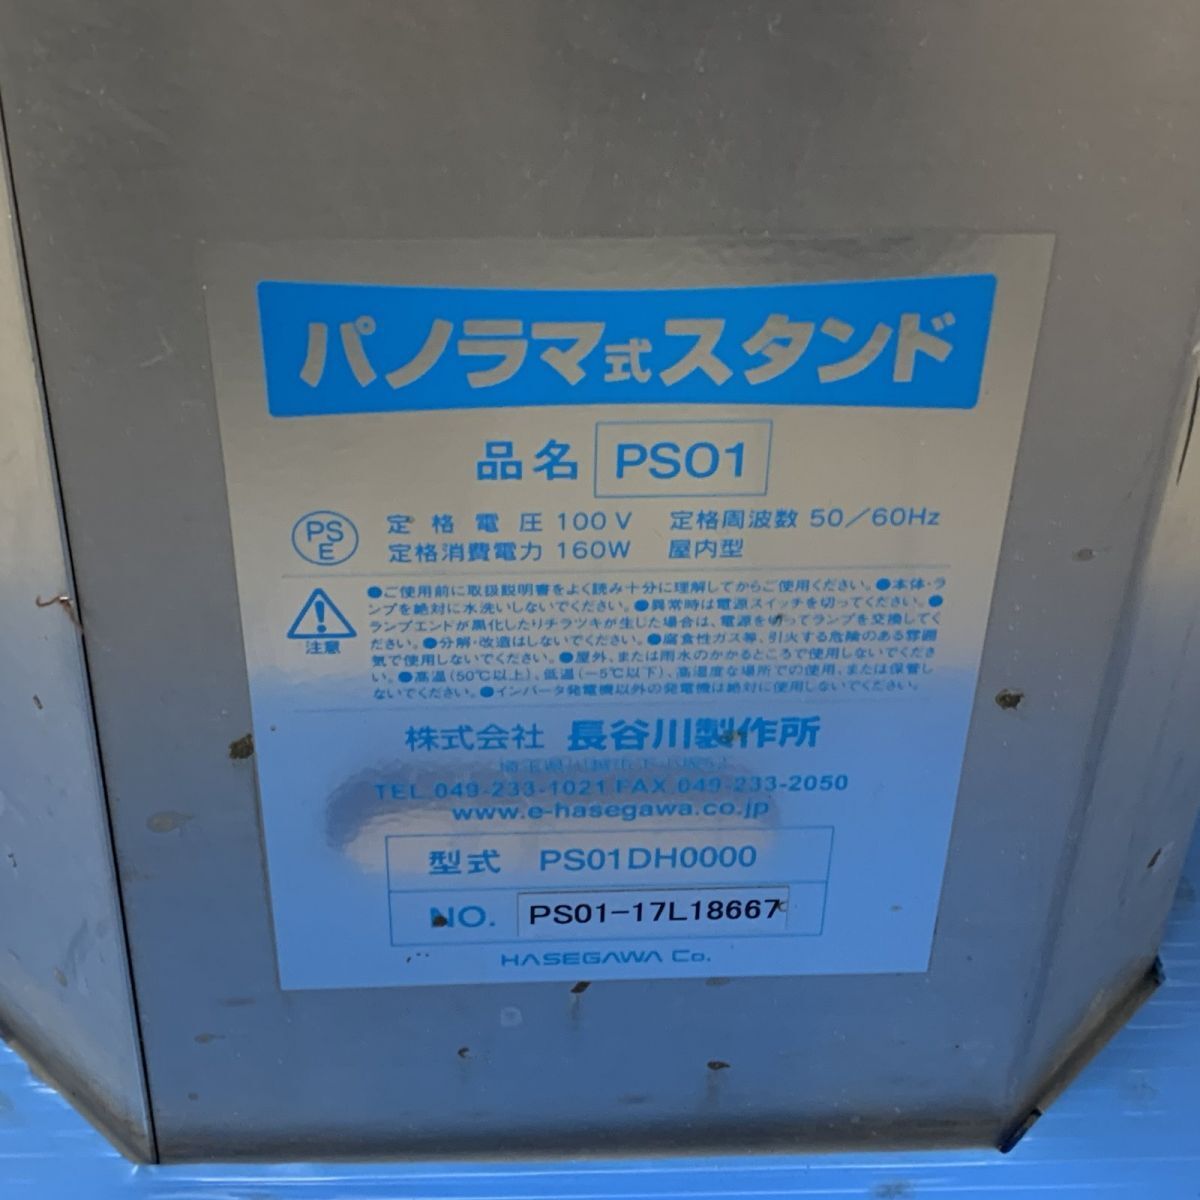 パノラマ式スタンド
品名 PS01
PS E
定格電圧 100V 定格周波数 50/60Hz
定格消費電力 160W 屋内型
注意
●ご使用前に取扱説明書をよく読み十分に理解してからご使用ください。●本体・ラ
ンプを絶対に水洗いしないでください。●異常時は電源スイッチを切ってください。●
ランプエンドが黒化したりチラツキが生じた場合は、電源を切ってランプを交換してく
ださい。●分解・改造はしないでください。●腐食性ガス等、引火する危険のある雰囲
気で使用しないでください。●屋外、または雨水のかかるところで使用しないでくださ
い。●高温(50℃以上)、低温(-5℃以下)、高湿度な場所での使用、または保管し
ないでください。●インバータ発電機以外の発電機は絶対に使用しないでください。
株式会社 長谷川製作所
埼玉県川越市
TEL.049-233-1021 FAX.049-233-2050
www.e-hasegawa.co.jp
型式 PS01DH0000
NO. PS01-17L18667
HASEGAWA Co.